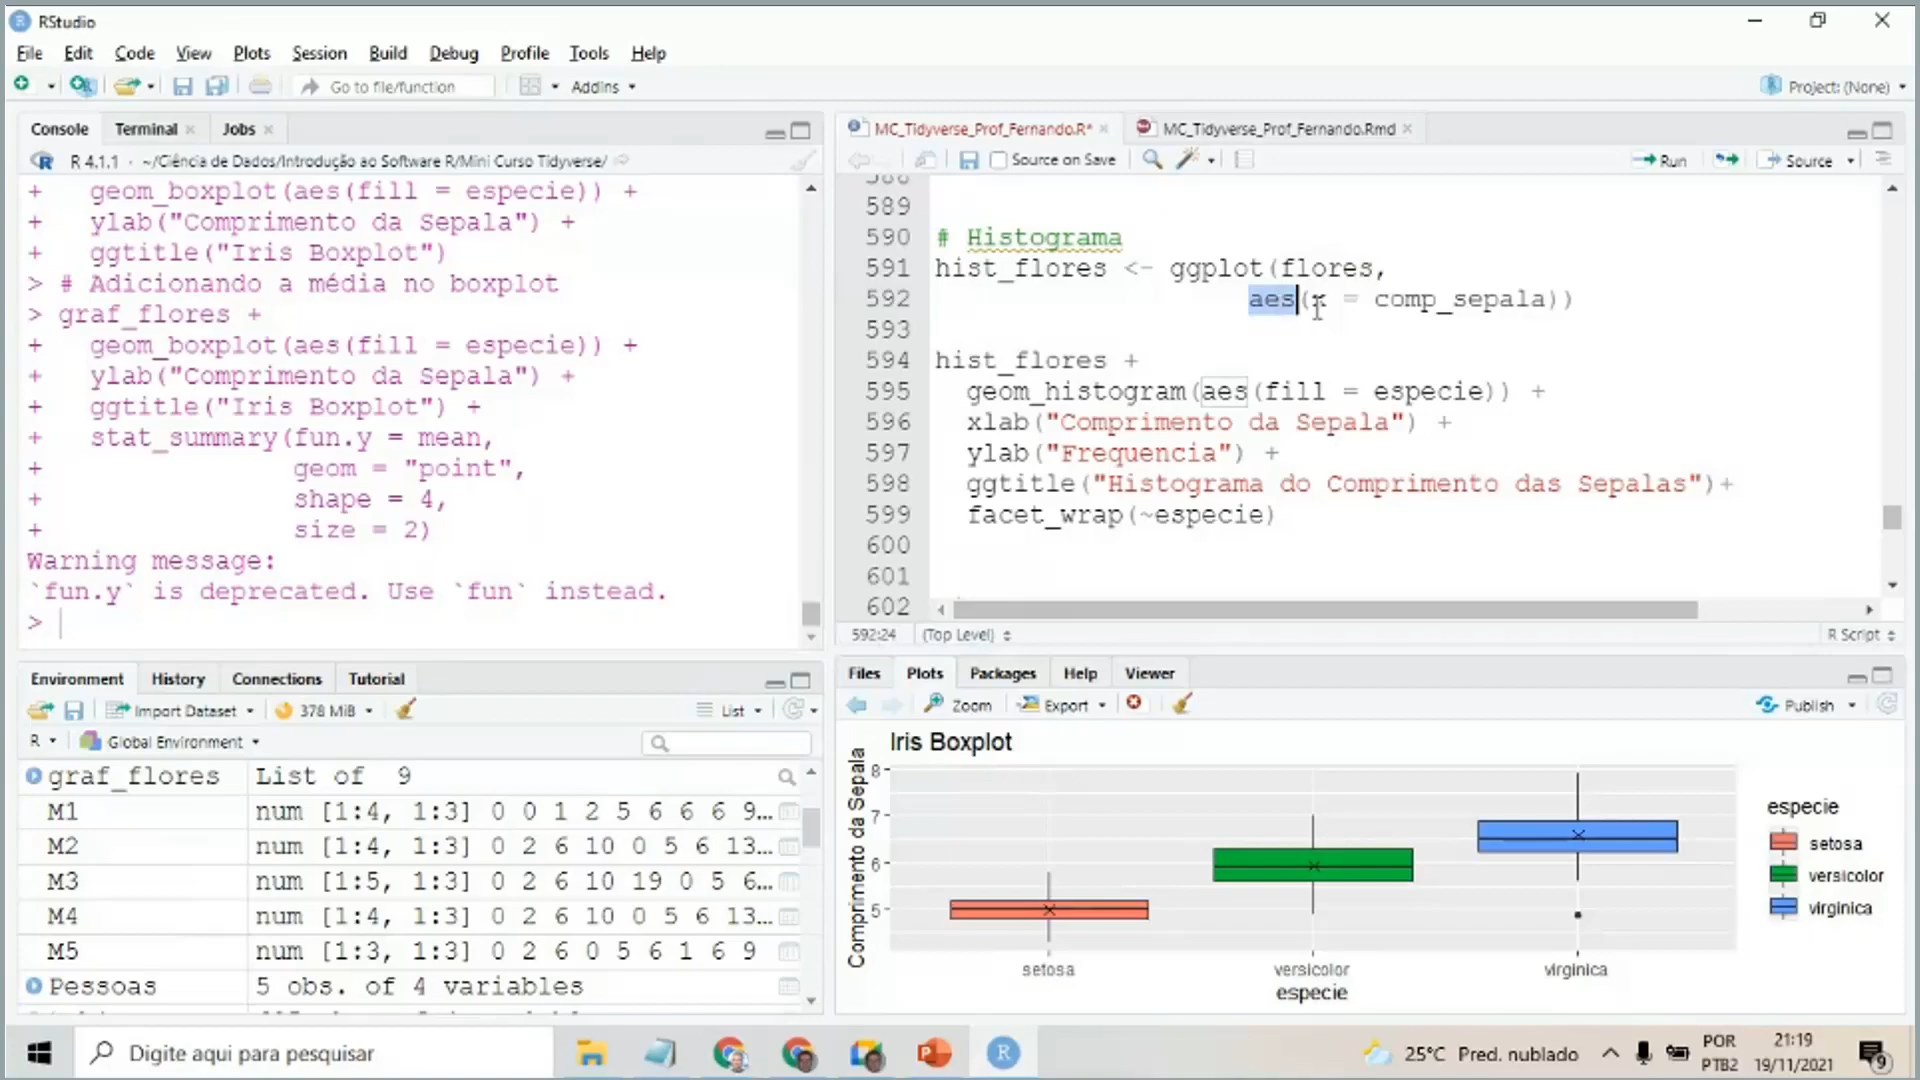 RStudio
File Edit Code View Plots Session Build Debug Profile Tools Help
Go to file/function Addins Project: (None)
Console Terminal Jobs
R 4.1.1 · ~/Ciência de Dados/Introdução ao Software R/Mini Curso Tidyverse/
+ geom_boxplot(aes(fill = especie)) +
+ ylab("Comprimento da Sepala") +
+ ggtitle("Iris Boxplot")
> # Adicionando a média no boxplot
> graf_flores +
+ geom_boxplot(aes(fill = especie)) +
+ ylab("Comprimento da Sepala") +
+ ggtitle("Iris Boxplot") +
+ stat_summary(fun.y = mean,
+ geom = "point",
+ shape = 4,
+ size = 2)
Warning message:
`fun.y` is deprecated. Use `fun` instead.
>
MC_Tidyverse_Prof_Fernando.R* MC_Tidyverse_Prof_Fernando.Rmd
Source on Save Run Source
588
589
590 # Histograma
591 hist_flores <- ggplot(flores,
592 aes(x = comp_sepala))
593
594 hist_flores +
595 geom_histogram(aes(fill = especie)) +
596 xlab("Comprimento da Sepala") +
597 ylab("Frequencia") +
598 ggtitle("Histograma do Comprimento das Sepalas")+
599 facet_wrap(~especie)
600
601
602
592:24 (Top Level) R Script
Environment History Connections Tutorial
Import Dataset 378 MiB List
R Global Environment
graf_flores List of 9
M1 num [1:4, 1:3] 0 0 1 2 5 6 6 6 9…
M2 num [1:4, 1:3] 0 2 6 10 0 5 6 13…
M3 num [1:5, 1:3] 0 2 6 10 19 0 5 6…
M4 num [1:4, 1:3] 0 2 6 10 0 5 6 13…
M5 num [1:3, 1:3] 0 2 6 0 5 6 1 6 9
Pessoas 5 obs. of 4 variables
Files Plots Packages Help Viewer
Zoom Export Publish
Iris Boxplot
Comprimento da Sepala
8
7
6
5
setosa versicolor virginica
especie
especie
setosa
versicolor
virginica
Digite aqui para pesquisar
25°C Pred. nublado
POR
PTB2
21:19
19/11/2021
9